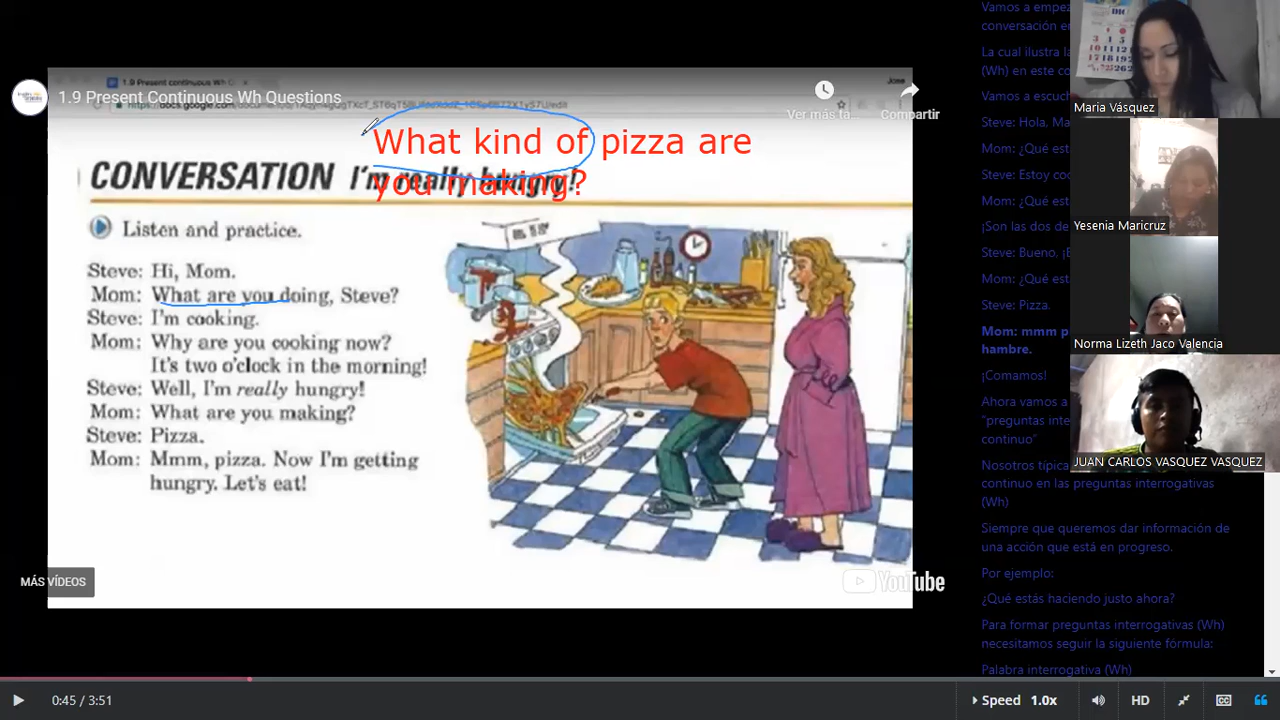 1.9 Present Continuous Wh Questions
Ver más ta...
Compartir
What kind of pizza are
you making?
CONVERSATION I'm really hungry!
Listen and practice.
Steve: Hi, Mom.
Mom: What are you doing, Steve?
Steve: I'm cooking.
Mom: Why are you cooking now?
It's two o'clock in the morning!
Steve: Well, I'm really hungry!
Mom: What are you making?
Steve: Pizza.
Mom: Mmm, pizza. Now I'm getting
hungry. Let's eat!
MÁS VÍDEOS
YouTube
Vamos a empe
conversación e
La cual ilustra l
(Wh) en este co
Vamos a escuc
Steve: Hola, Ma
Mom: ¿Qué est
Steve: Estoy co
Mom: ¿Qué est
¡Son las dos de
Steve: Bueno, ¡E
Mom: ¿Qué est
Steve: Pizza.
Mom: mmm p
hambre.
¡Comamos!
Ahora vamos a
"preguntas inte
continuo"
Nosotros típica
continuo en las preguntas interrogativas
(Wh)
Siempre que queremos dar información de
una acción que está en progreso.
Por ejemplo:
¿Qué estás haciendo justo ahora?
Para formar preguntas interrogativas (Wh)
necesitamos seguir la siguiente fórmula:
Palabra interrogativa (Wh)
María Vásquez
Yesenia Maricruz
Norma Lizeth Jaco Valencia
JUAN CARLOS VASQUEZ VASQUEZ
0:45 / 3:51
Speed 1.0x
HD
CC